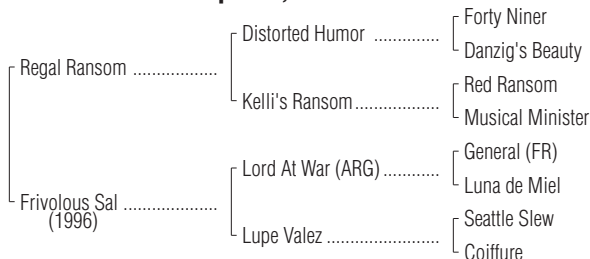 Forty Niner
Distorted Humor ..............
Danzig's Beauty
Regal Ransom ..................
Red Ransom
Kelli's Ransom..................
Musical Minister
General (FR)
Lord At War (ARG) ............
Luna de Miel
Frivolous Sal ....................
(1996)
Seattle Slew
Lupe Valez ........................
Coiffure